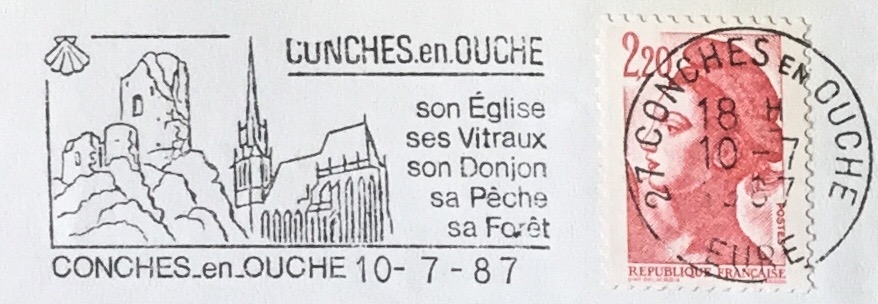 CONCHES.en.OUCHE
son Église
ses Vitraux
son Donjon
sa Pêche
sa Forêt
CONCHES_en_OUCHE 10-7-87
2,20
27 CONCHES EN OUCHE
18 H
10-7
1987
EURE
POSTES
REPUBLIQUE FRANÇAISE